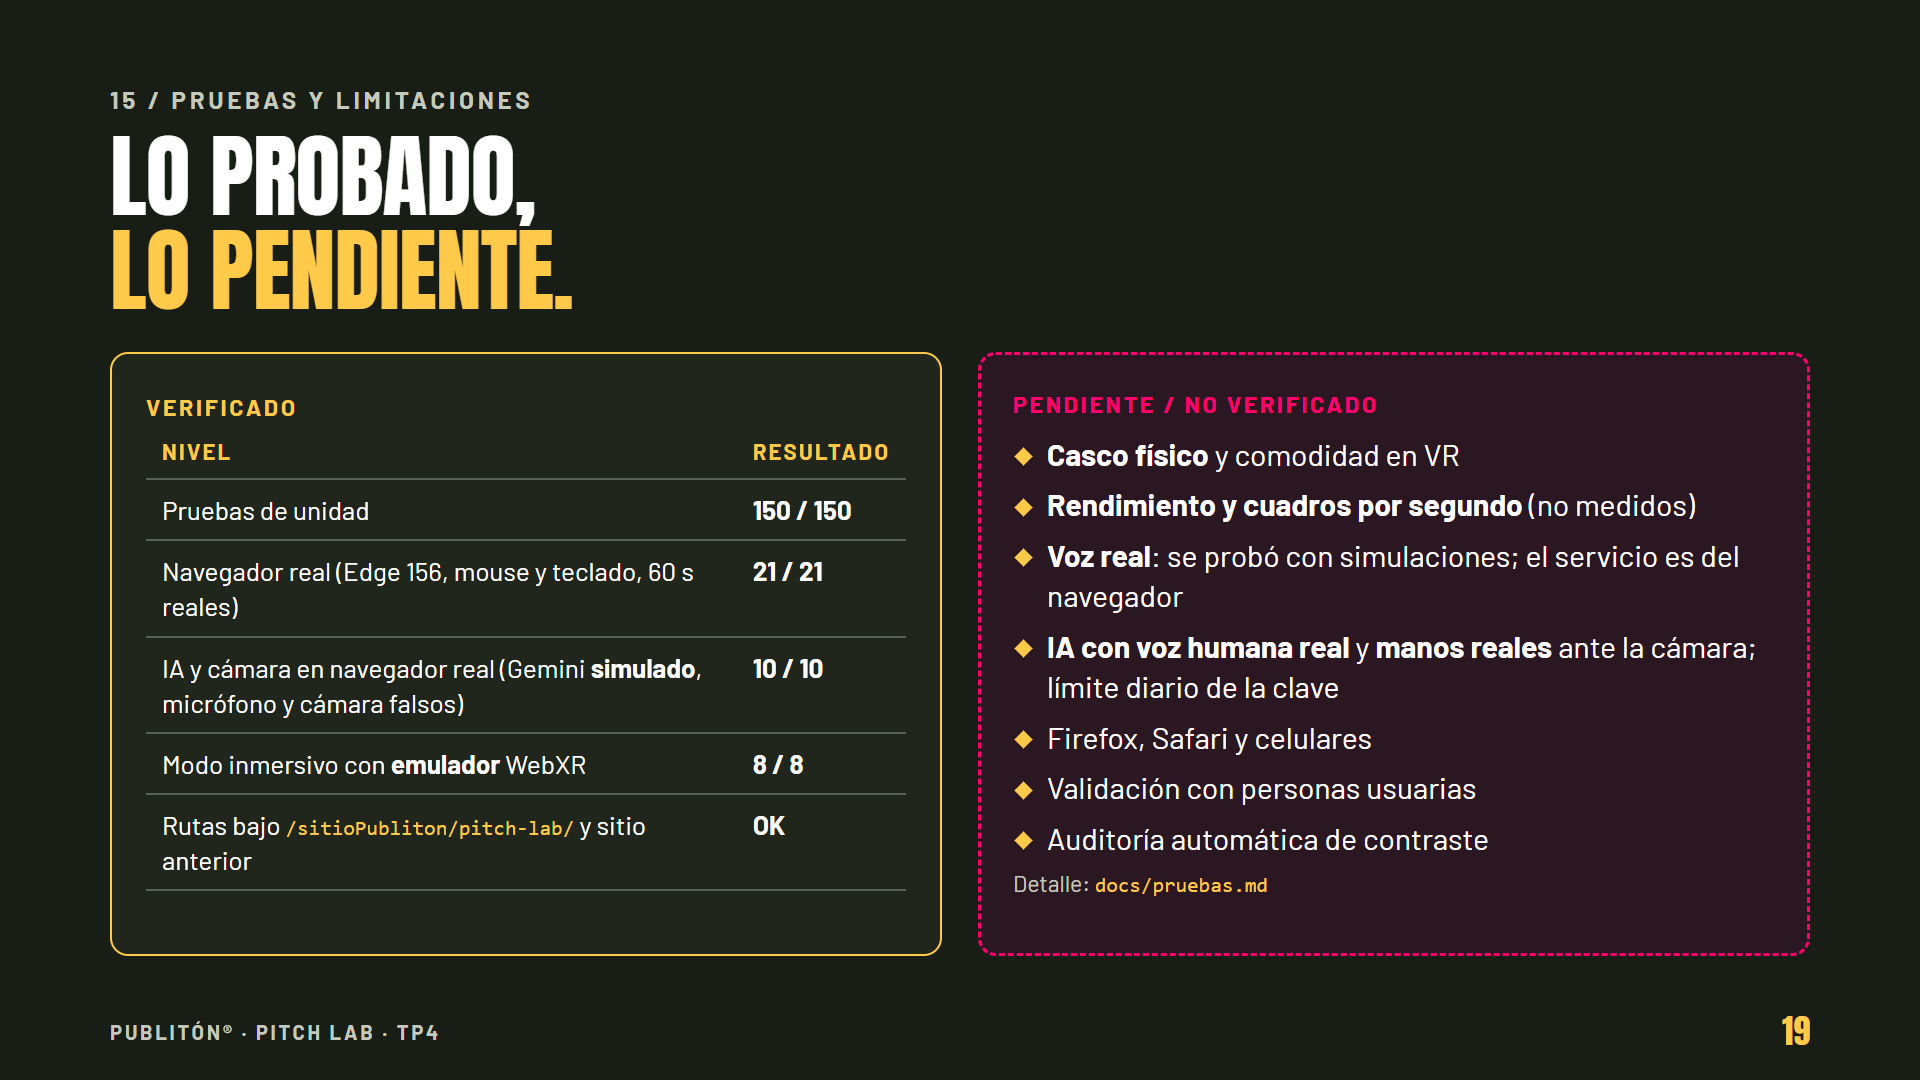 15 / PRUEBAS Y LIMITACIONES
LO PROBADO,
LO PENDIENTE.
VERIFICADO
NIVEL RESULTADO
Pruebas de unidad 150 / 150
Navegador real (Edge 156, mouse y teclado, 60 s 21 / 21
reales)
IA y cámara en navegador real (Gemini simulado, 10 / 10
micrófono y cámara falsos)
Modo inmersivo con emulador WebXR 8 / 8
Rutas bajo /sitioPubliton/pitch-lab/ y sitio OK
anterior
PENDIENTE / NO VERIFICADO
◆ Casco físico y comodidad en VR
◆ Rendimiento y cuadros por segundo (no medidos)
◆ Voz real: se probó con simulaciones; el servicio es del
navegador
◆ IA con voz humana real y manos reales ante la cámara;
límite diario de la clave
◆ Firefox, Safari y celulares
◆ Validación con personas usuarias
◆ Auditoría automática de contraste
Detalle: docs/pruebas.md
PUBLITÓN® · PITCH LAB · TP4
19